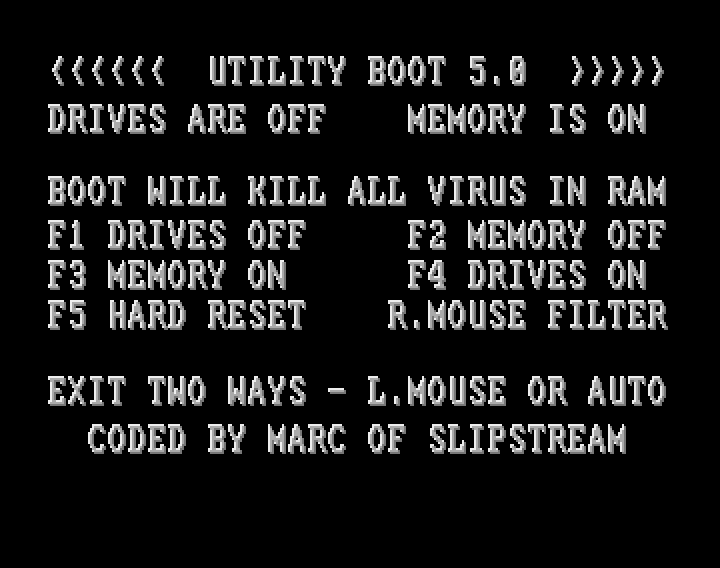 <<<<<< UTILITY BOOT 5.0 >>>>>
DRIVES ARE OFF MEMORY IS ON
BOOT WILL KILL ALL VIRUS IN RAM
F1 DRIVES OFF F2 MEMORY OFF
F3 MEMORY ON F4 DRIVES ON
F5 HARD RESET R.MOUSE FILTER
EXIT TWO WAYS - L.MOUSE OR AUTO
CODED BY MARC OF SLIPSTREAM